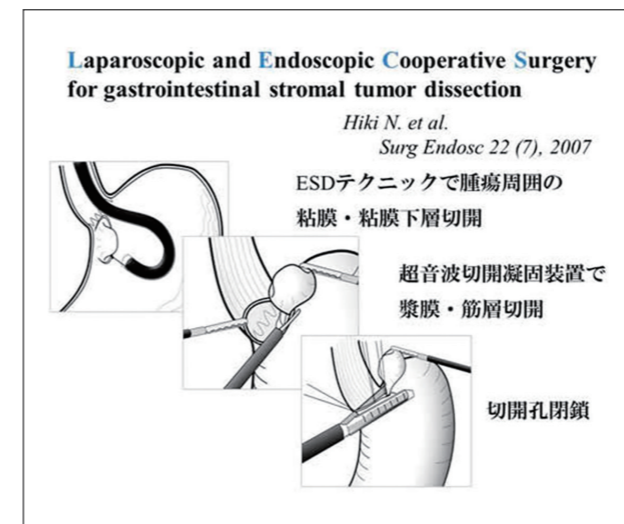 Laparoscopic and Endoscopic Cooperative Surgery
for gastrointestinal stromal tumor dissection
Hiki N. et al.
Surg Endosc 22 (7), 2007
ESDテクニックで腫瘍周囲の
粘膜・粘膜下層切開
超音波切開凝固装置で
漿膜・筋層切開
切開孔閉鎖